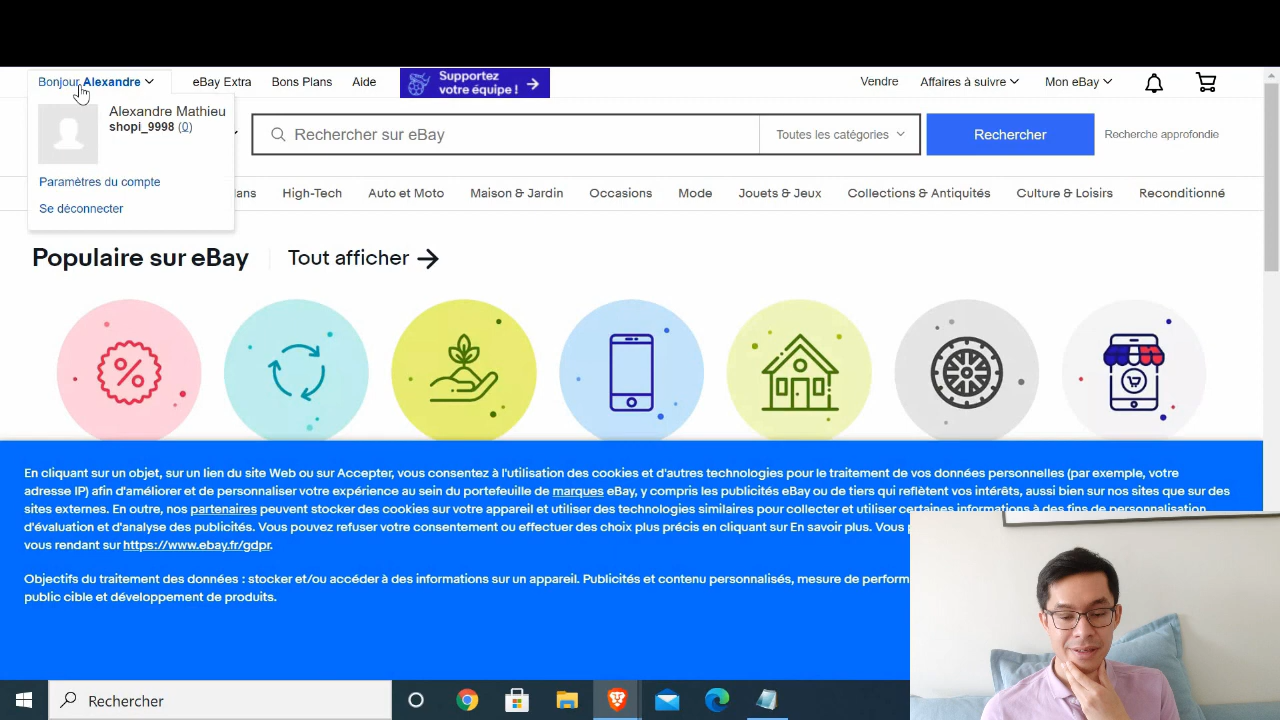 Bonjour Alexandre
eBay Extra
Bons Plans
Aide
Supportez
votre équipe !
Vendre
Affaires à suivre
Mon eBay
Alexandre Mathieu
shopi_9998 (0)
Paramètres du compte
Se déconnecter
Rechercher sur eBay
Toutes les catégories
Rechercher
Recherche approfondie
lans
High-Tech
Auto et Moto
Maison & Jardin
Occasions
Mode
Jouets & Jeux
Collections & Antiquités
Culture & Loisirs
Reconditionné
Populaire sur eBay
Tout afficher
En cliquant sur un objet, sur un lien du site Web ou sur Accepter, vous consentez à l'utilisation des cookies et d'autres technologies pour le traitement de vos données personnelles (par exemple, votre
adresse IP) afin d'améliorer et de personnaliser votre expérience au sein du portefeuille de marques eBay, y compris les publicités eBay ou de tiers qui reflètent vos intérêts, aussi bien sur nos sites que sur des
sites externes. En outre, nos partenaires peuvent stocker des cookies sur votre appareil et utiliser des technologies similaires pour collecter et utiliser certaines informations à des fins de personnalisation,
d'évaluation et d'analyse des publicités. Vous pouvez refuser votre consentement ou effectuer des choix plus précis en cliquant sur En savoir plus. Vous
vous rendant sur https://www.ebay.fr/gdpr.
Objectifs du traitement des données : stocker et/ou accéder à des informations sur un appareil. Publicités et contenu personnalisés, mesure de perform
public cible et développement de produits.
Rechercher